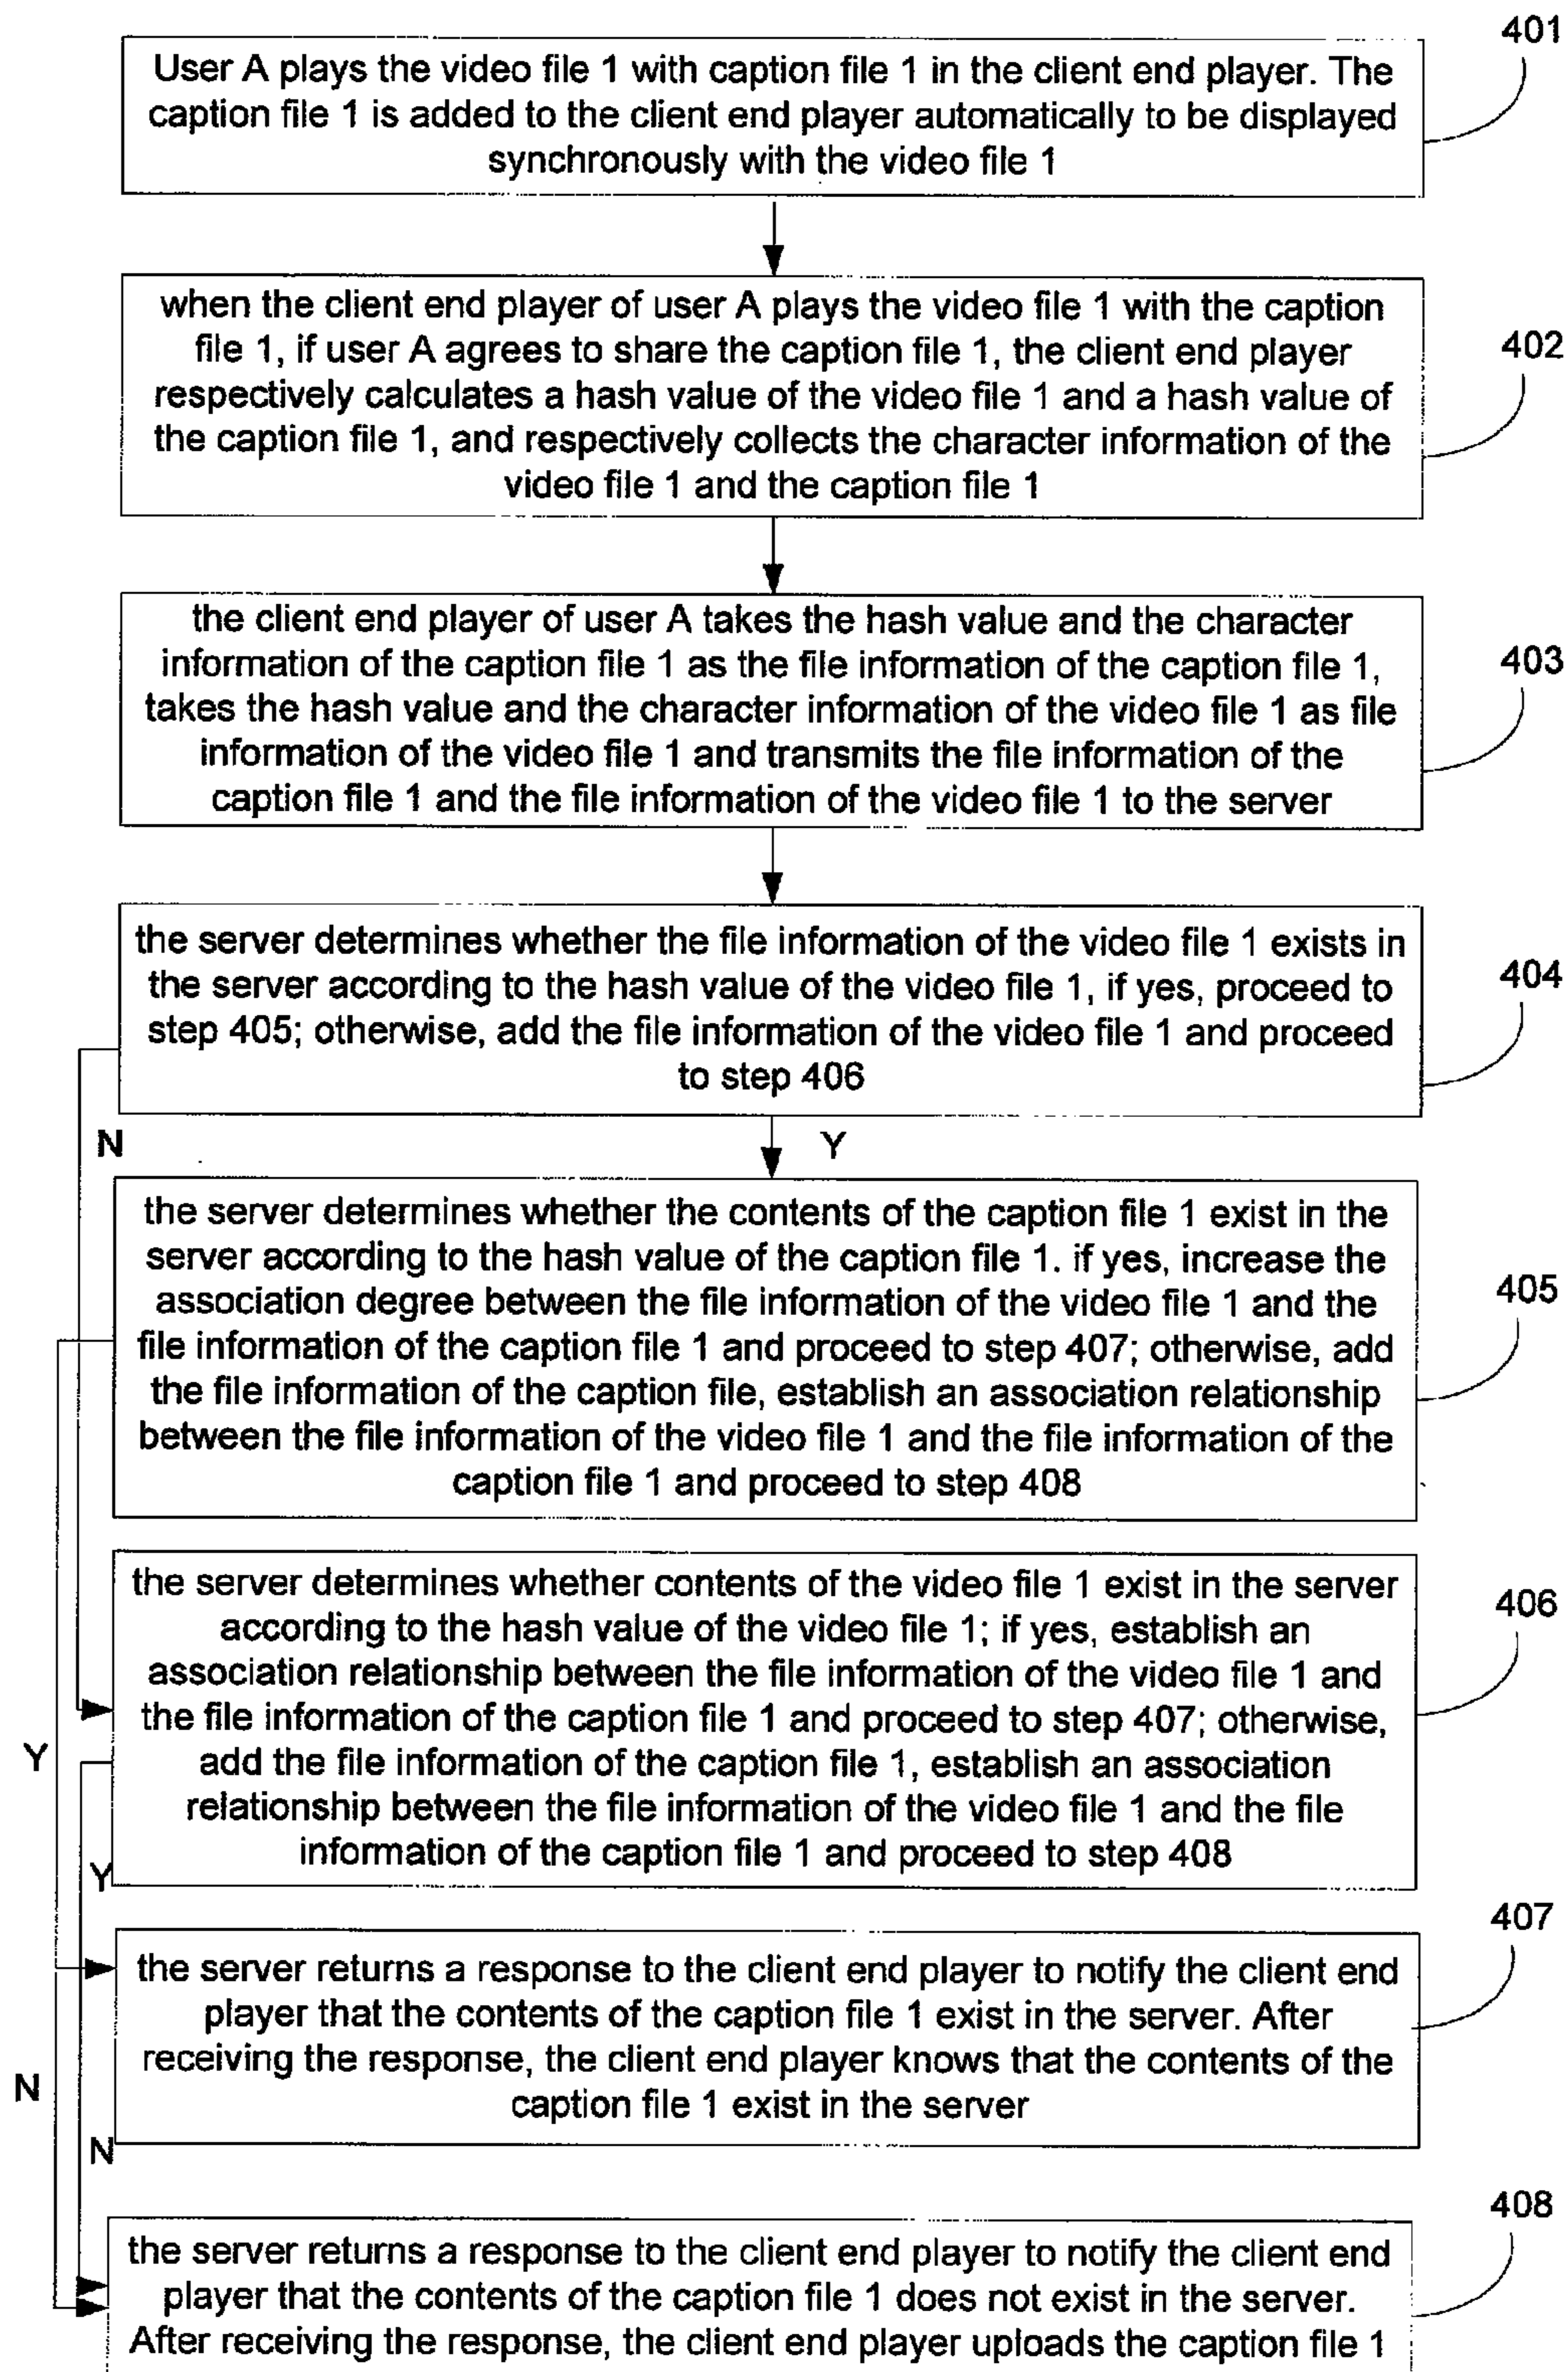 401
User A plays the video file 1 with caption file 1 in the client end player. The
caption file 1 is added to the client end player automatically to be displayed
synchronously with the video file 1
when the client end player of user A plays the video file 1 with the caption
file 1, if user A agrees to share the caption file 1, the client end player
respectively calculates a hash value of the video file 1 and a hash value of
the caption file 1, and respectively collects the character information of the
video file 1 and the caption file 1
402
the client end player of user A takes the hash value and the character
information of the caption file 1 as the file information of the caption file 1,
takes the hash value and the character information of the video file 1 as file
information of the video file 1 and transmits the file information of the
caption file 1 and the file information of the video file 1 to the server
403
the server determines whether the file information of the video file 1 exists in
the server according to the hash value of the video file 1, if yes, proceed to
step 405; otherwise, add the file information of the video file 1 and proceed
to step 406
404
N
Y
the server determines whether the contents of the caption file 1 exist in the
server according to the hash value of the caption file 1. if yes, increase the
association degree between the file information of the video file 1 and the
file information of the caption file 1 and proceed to step 407; otherwise, add
the file information of the caption file, establish an association relationship
between the file information of the video file 1 and the file information of the
caption file 1 and proceed to step 408
405
the server determines whether contents of the video file 1 exist in the server
according to the hash value of the video file 1; if yes, establish an
association relationship between the file information of the video file 1 and
the file information of the caption file 1 and proceed to step 407; otherwise,
add the file information of the caption file 1, establish an association
relationship between the file information of the video file 1 and the file
information of the caption file 1 and proceed to step 408
406
Y
Y
the server returns a response to the client end player to notify the client end
player that the contents of the caption file 1 exist in the server. After
receiving the response, the client end player knows that the contents of the
caption file 1 exist in the server
407
N
N
the server returns a response to the client end player to notify the client end
player that the contents of the caption file 1 does not exist in the server.
After receiving the response, the client end player uploads the caption file 1
408